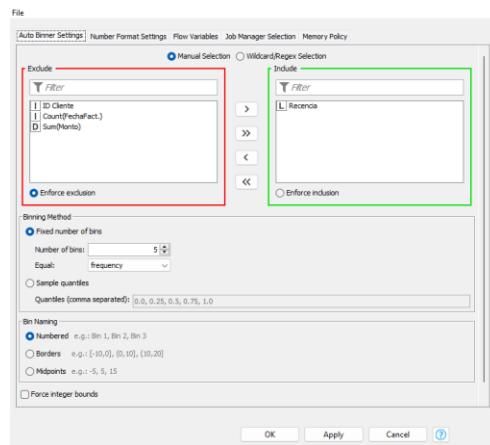 File
Auto Binner Settings Number Format Settings Flow Variables Job Manager Selection Memory Policy
Manual Selection Wildcard/Regex Selection
Exclude
Filter
I ID Cliente
I Count(FechaFact.)
D Sum(Monto)
Enforce exclusion
>
>>
<
<<
Include
Filter
L Recencia
Enforce inclusion
Binning Method
Fixed number of bins
Number of bins: 5
Equal: frequency
Sample quantiles
Quantiles (comma separated): 0.0, 0.25, 0.5, 0.75, 1.0
Bin Naming
Numbered e.g.: Bin 1, Bin 2, Bin 3
Borders e.g.: [-10,0], (0,10], (10,20]
Midpoints e.g.: -5, 5, 15
Force integer bounds
OK Apply Cancel ?